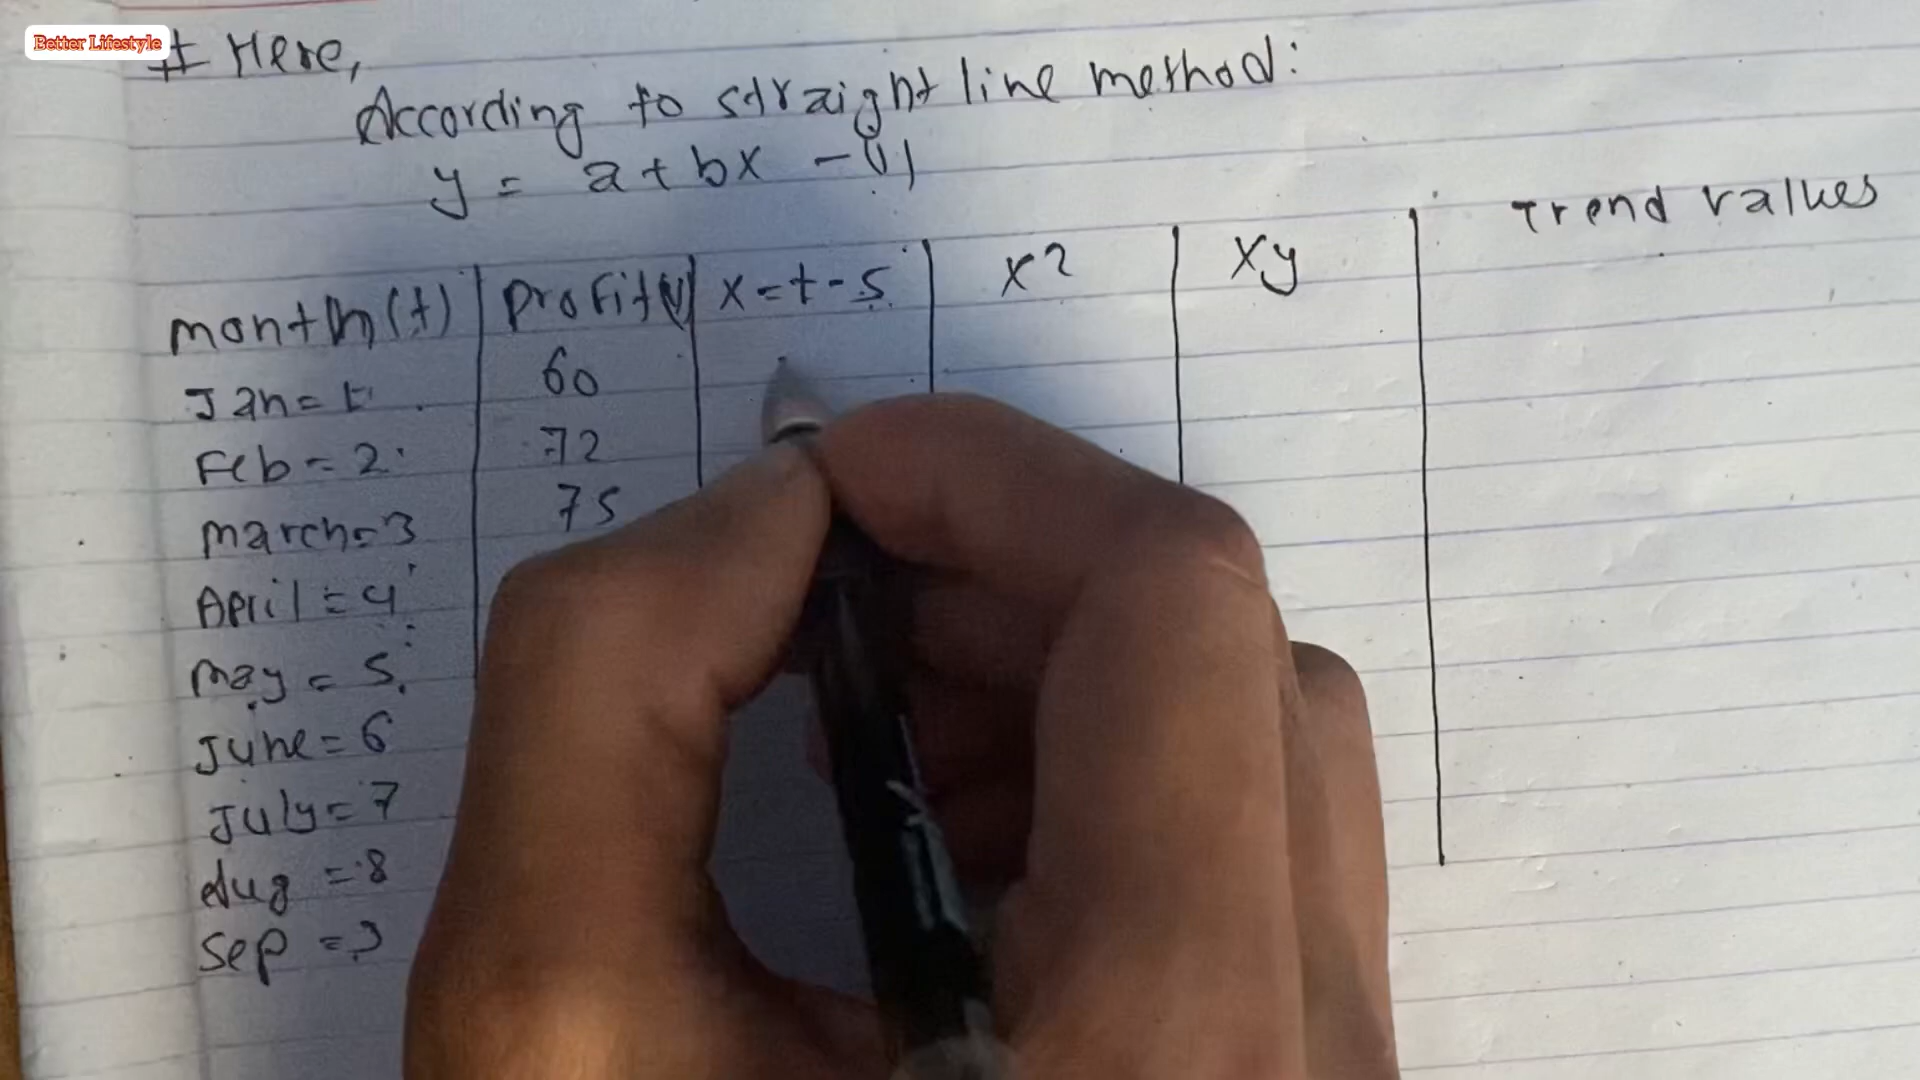 Better Lifestyle
# Here,
According to straight line method:
y = a + bx - (1)
month(t) Profit(y) x = t - 5 x2 xy Trend values
Jan = 1 60
Feb = 2 72
march = 3 75
April = 4
may = 5
June = 6
July = 7
Aug = 8
Sep = 9